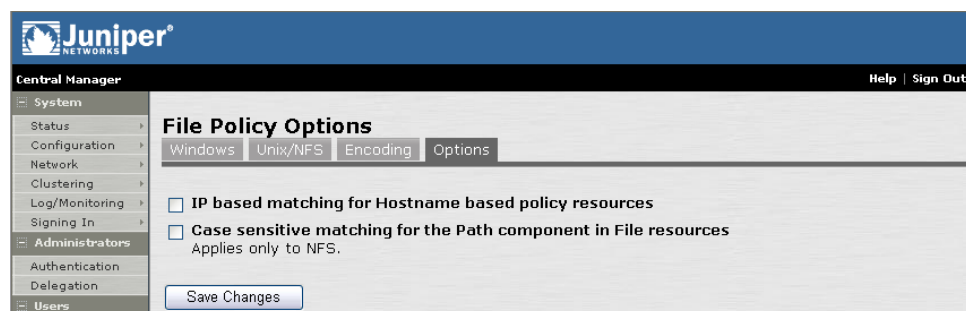 Juniper®
NETWORKS
Central Manager
Help | Sign Out
System
Status
Configuration
Network
Clustering
Log/Monitoring
Signing In
Administrators
Authentication
Delegation
Users
File Policy Options
Windows Unix/NFS Encoding Options
IP based matching for Hostname based policy resources
Case sensitive matching for the Path component in File resources
Applies only to NFS.
Save Changes